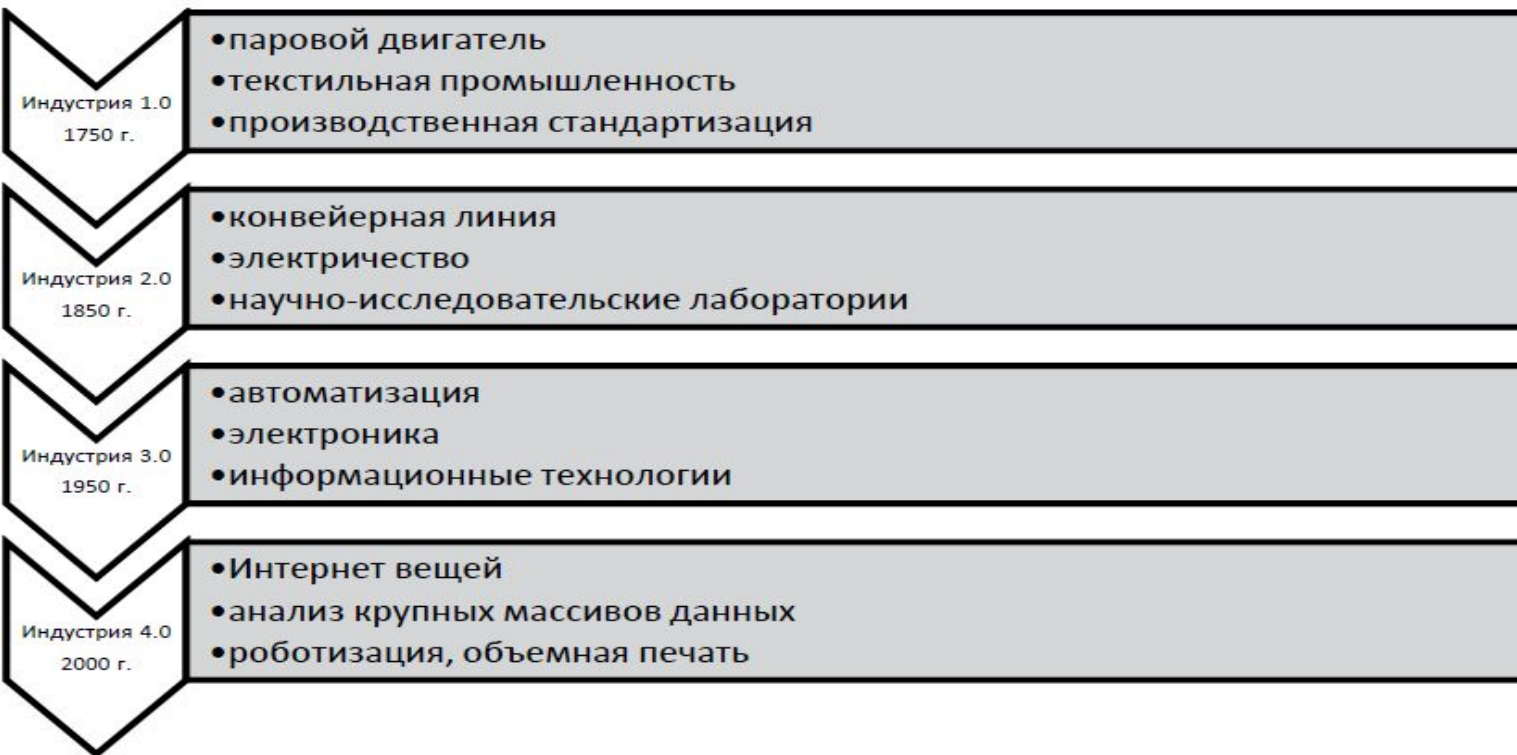 Индустрия 1.0
1750 г.
•паровой двигатель
•текстильная промышленность
•производственная стандартизация
Индустрия 2.0
1850 г.
•конвейерная линия
•электричество
•научно-исследовательские лаборатории
Индустрия 3.0
1950 г.
•автоматизация
•электроника
•информационные технологии
Индустрия 4.0
2000 г.
•Интернет вещей
•анализ крупных массивов данных
•роботизация, объемная печать